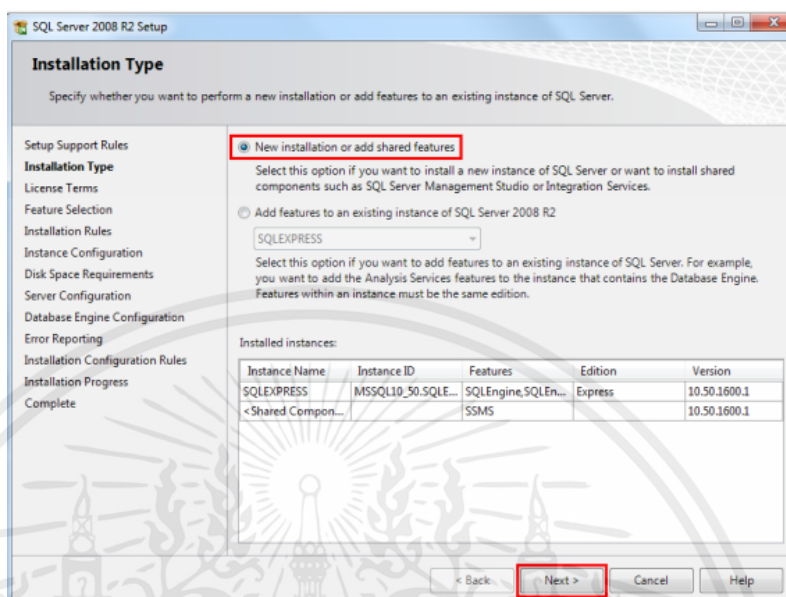 SQL Server 2008 R2 Setup
Installation Type
Specify whether you want to perform a new installation or add features to an existing instance of SQL Server.
Setup Support Rules
Installation Type
License Terms
Feature Selection
Installation Rules
Instance Configuration
Disk Space Requirements
Server Configuration
Database Engine Configuration
Error Reporting
Installation Configuration Rules
Installation Progress
Complete
New installation or add shared features
Select this option if you want to install a new instance of SQL Server or want to install shared
components such as SQL Server Management Studio or Integration Services.
Add features to an existing instance of SQL Server 2008 R2
SQLEXPRESS
Select this option if you want to add features to an existing instance of SQL Server. For example,
you want to add the Analysis Services features to the instance that contains the Database Engine.
Features within an instance must be the same edition.
Installed instances:
Instance Name Instance ID Features Edition Version
SQLEXPRESS MSSQL10_50.SQLE... SQLEngine,SQLEn... Express 10.50.1600.1
<Shared Compon... SSMS 10.50.1600.1
< Back Next > Cancel Help